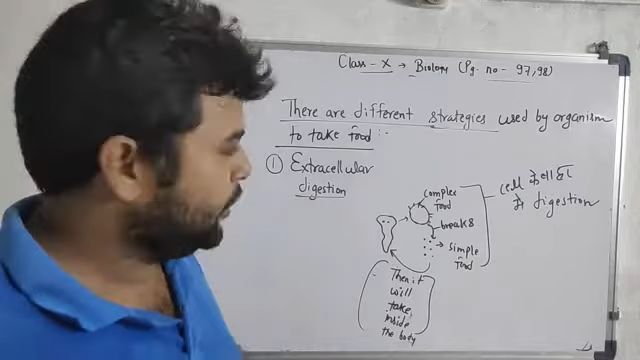 Class - X → Biology (Pg. no - 97,98)
There are different strategies used by organism
to take food :-
① Extracellular
digestion
complex
food
break
simple
food
Then it
will
take
inside
the body
cell के
में digestion